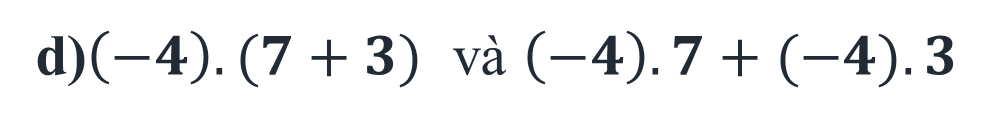 d)(−4). (7 + 3) và (−4). 7 + (−4). 3